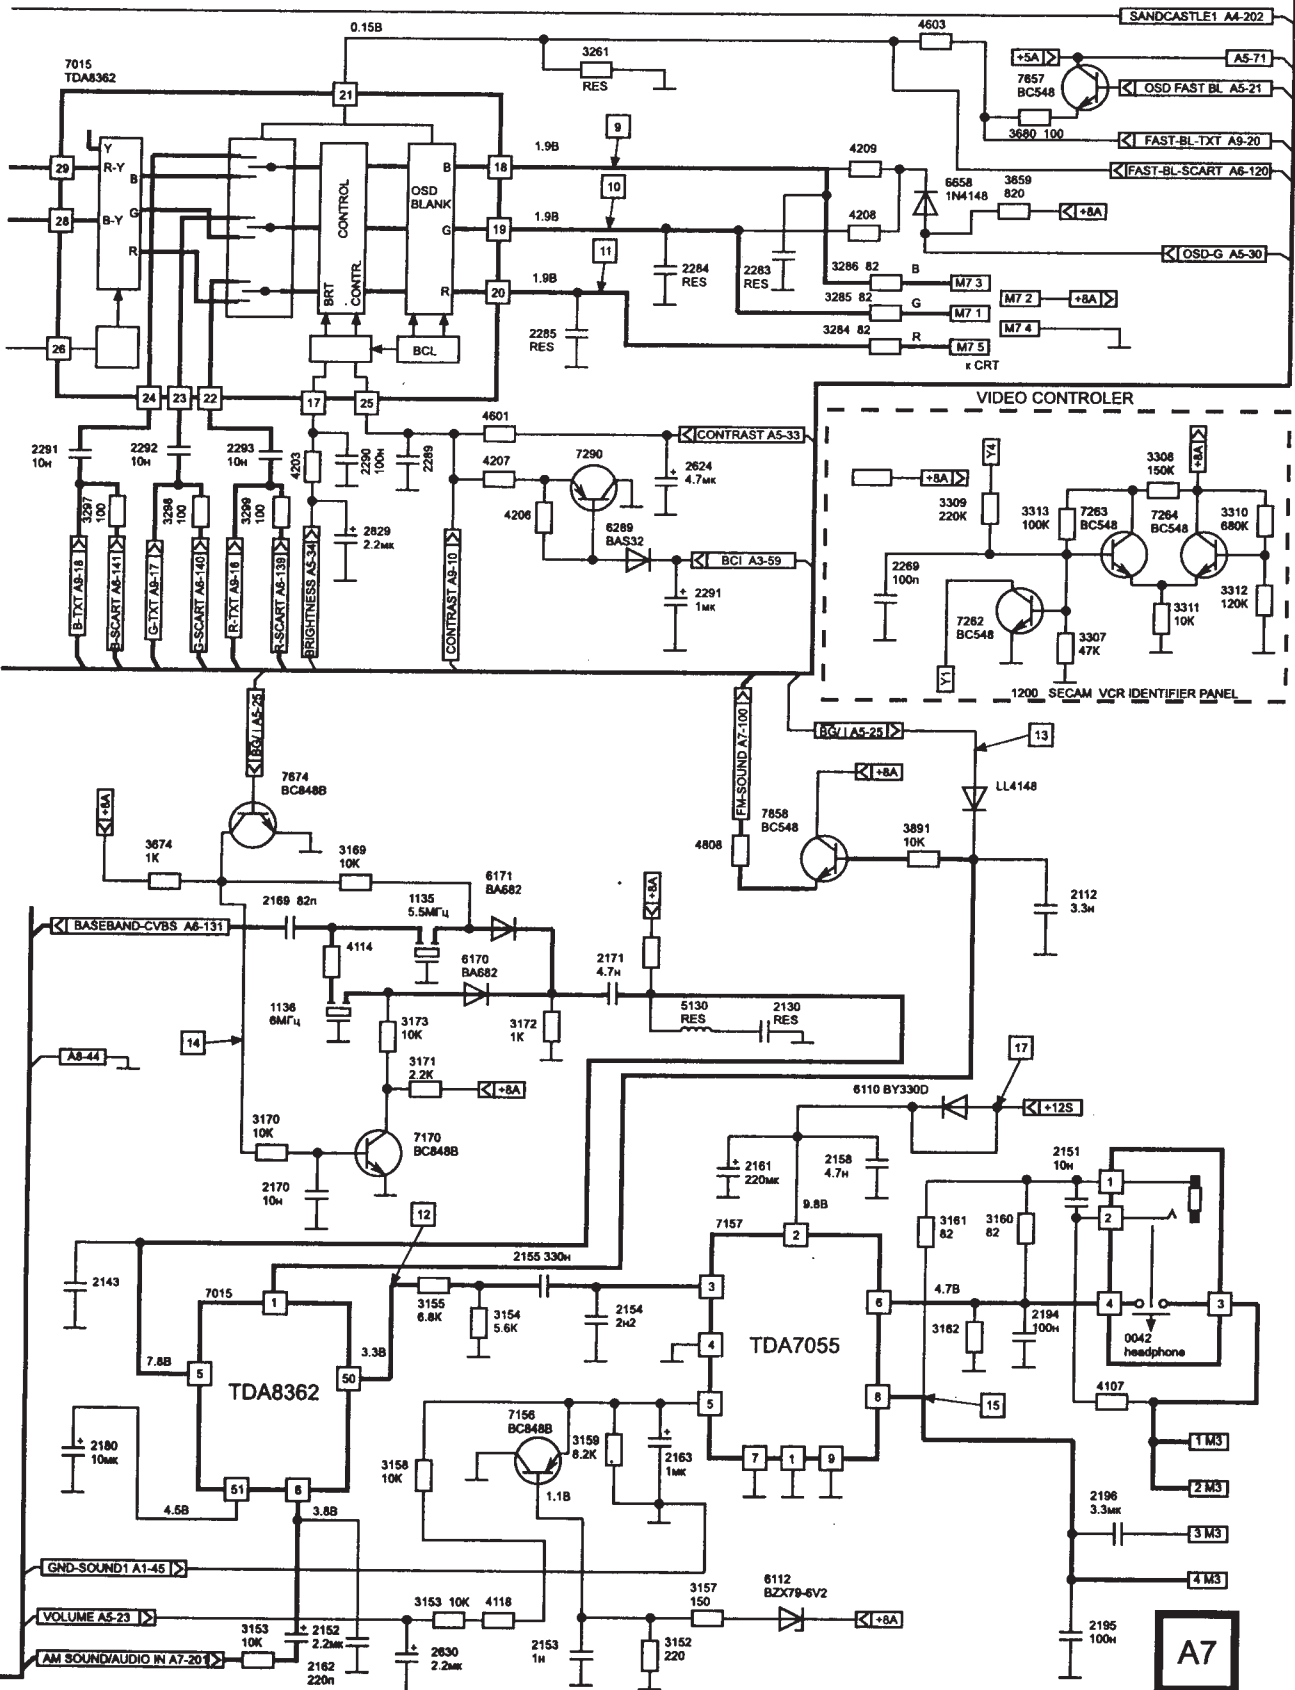 SANDCASTLE1 A4-202
0.15В
4603
3261
RES
+5A
A5-71
7015
TDA8362
7657
BC548
OSD FAST BL A5-21
21
3680 100
FAST-BL-TXT A9-20
9
1.9В
18
4209
FAST-BL-SCART A6-120
Y
29
R-Y
B
B
OSD
BLANK
CONTROL
10
6658
1N4148
3659
820
+8A
28
B-Y
G
G
19
1.9В
4208
11
OSD-G A5-30
R
R
20
1.9В
2284
RES
2283
RES
3286 82
B
M7 3
BRT
CONTR.
3285 82
G
M7 2
+8A
M7 1
2285
RES
3284 82
R
M7 4
M7 5
к CRT
26
BCL
24
23
22
17
25
VIDEO CONTROLER
2291
10н
2292
10н
2293
10н
4203
2290
100н
2289
4601
CONTRAST A5-33
4207
7290
2624
4.7мк
Y4
+8A
3308
150K
+8A
3309
220K
3313
100K
7263
BC548
7264
BC548
3310
680K
3297
100
3298
100
3299
100
2829
2.2мк
4206
6289
BAS32
BCI A3-59
2269
100п
B-TXT A9-18
B-SCART A6-141
G-TXT A9-17
G-SCART A6-140
R-TXT A9-16
R-SCART A6-139
BRIGHTNESS A5-34
CONTRAST A9-10
2291
1мк
7262
BC548
3311
10K
3312
120K
3307
47K
Y1
1200 SECAM VCR IDENTIFIER PANEL
BG/I A5-25
FM-SOUND A7-100
BG/I A5-25
13
7674
BC848B
+8A
+8A
LL4148
7858
BC548
3674
1K
3169
10K
4808
3891
10K
6171
BA682
+8A
2169 82п
1135
5.5МГц
2112
3.3н
BASEBAND-CVBS A6-131
4114
6170
BA682
2171
4.7н
1136
6МГц
5130
RES
2130
RES
14
3173
10K
3172
1K
A8-44
3171
2.2K
+8A
17
6110 BY330D
+12S
3170
10K
7170
BC848B
2161
220мк
2158
4.7н
2151
10н
1
2170
10н
12
9.8В
2
3161
82
3160
82
7157
2
2155 330н
2143
7015
1
3
4.7В
6
4
3
3155
6.8K
3154
5.6K
2154
2н2
3162
2194
100н
0042
headphone
4
TDA7055
7.8В
5
3.3В
50
TDA8362
4107
8
15
5
7156
BC848B
1 M3
2180
10мк
3158
10K
3159
8.2K
2163
1мк
7
1
9
51
6
1.1В
2 M3
4.5В
3.8В
2196
3.3мк
3 M3
GND-SOUND1 A1-45
4 M3
6112
BZX79-6V2
3153 10K
4118
3157
150
+8A
VOLUME A5-23
3153
10K
2152
2.2мк
2153
1н
3152
220
2195
100н
AM SOUND/AUDIO IN A7-201
2162
220п
2630
2.2мк
A7